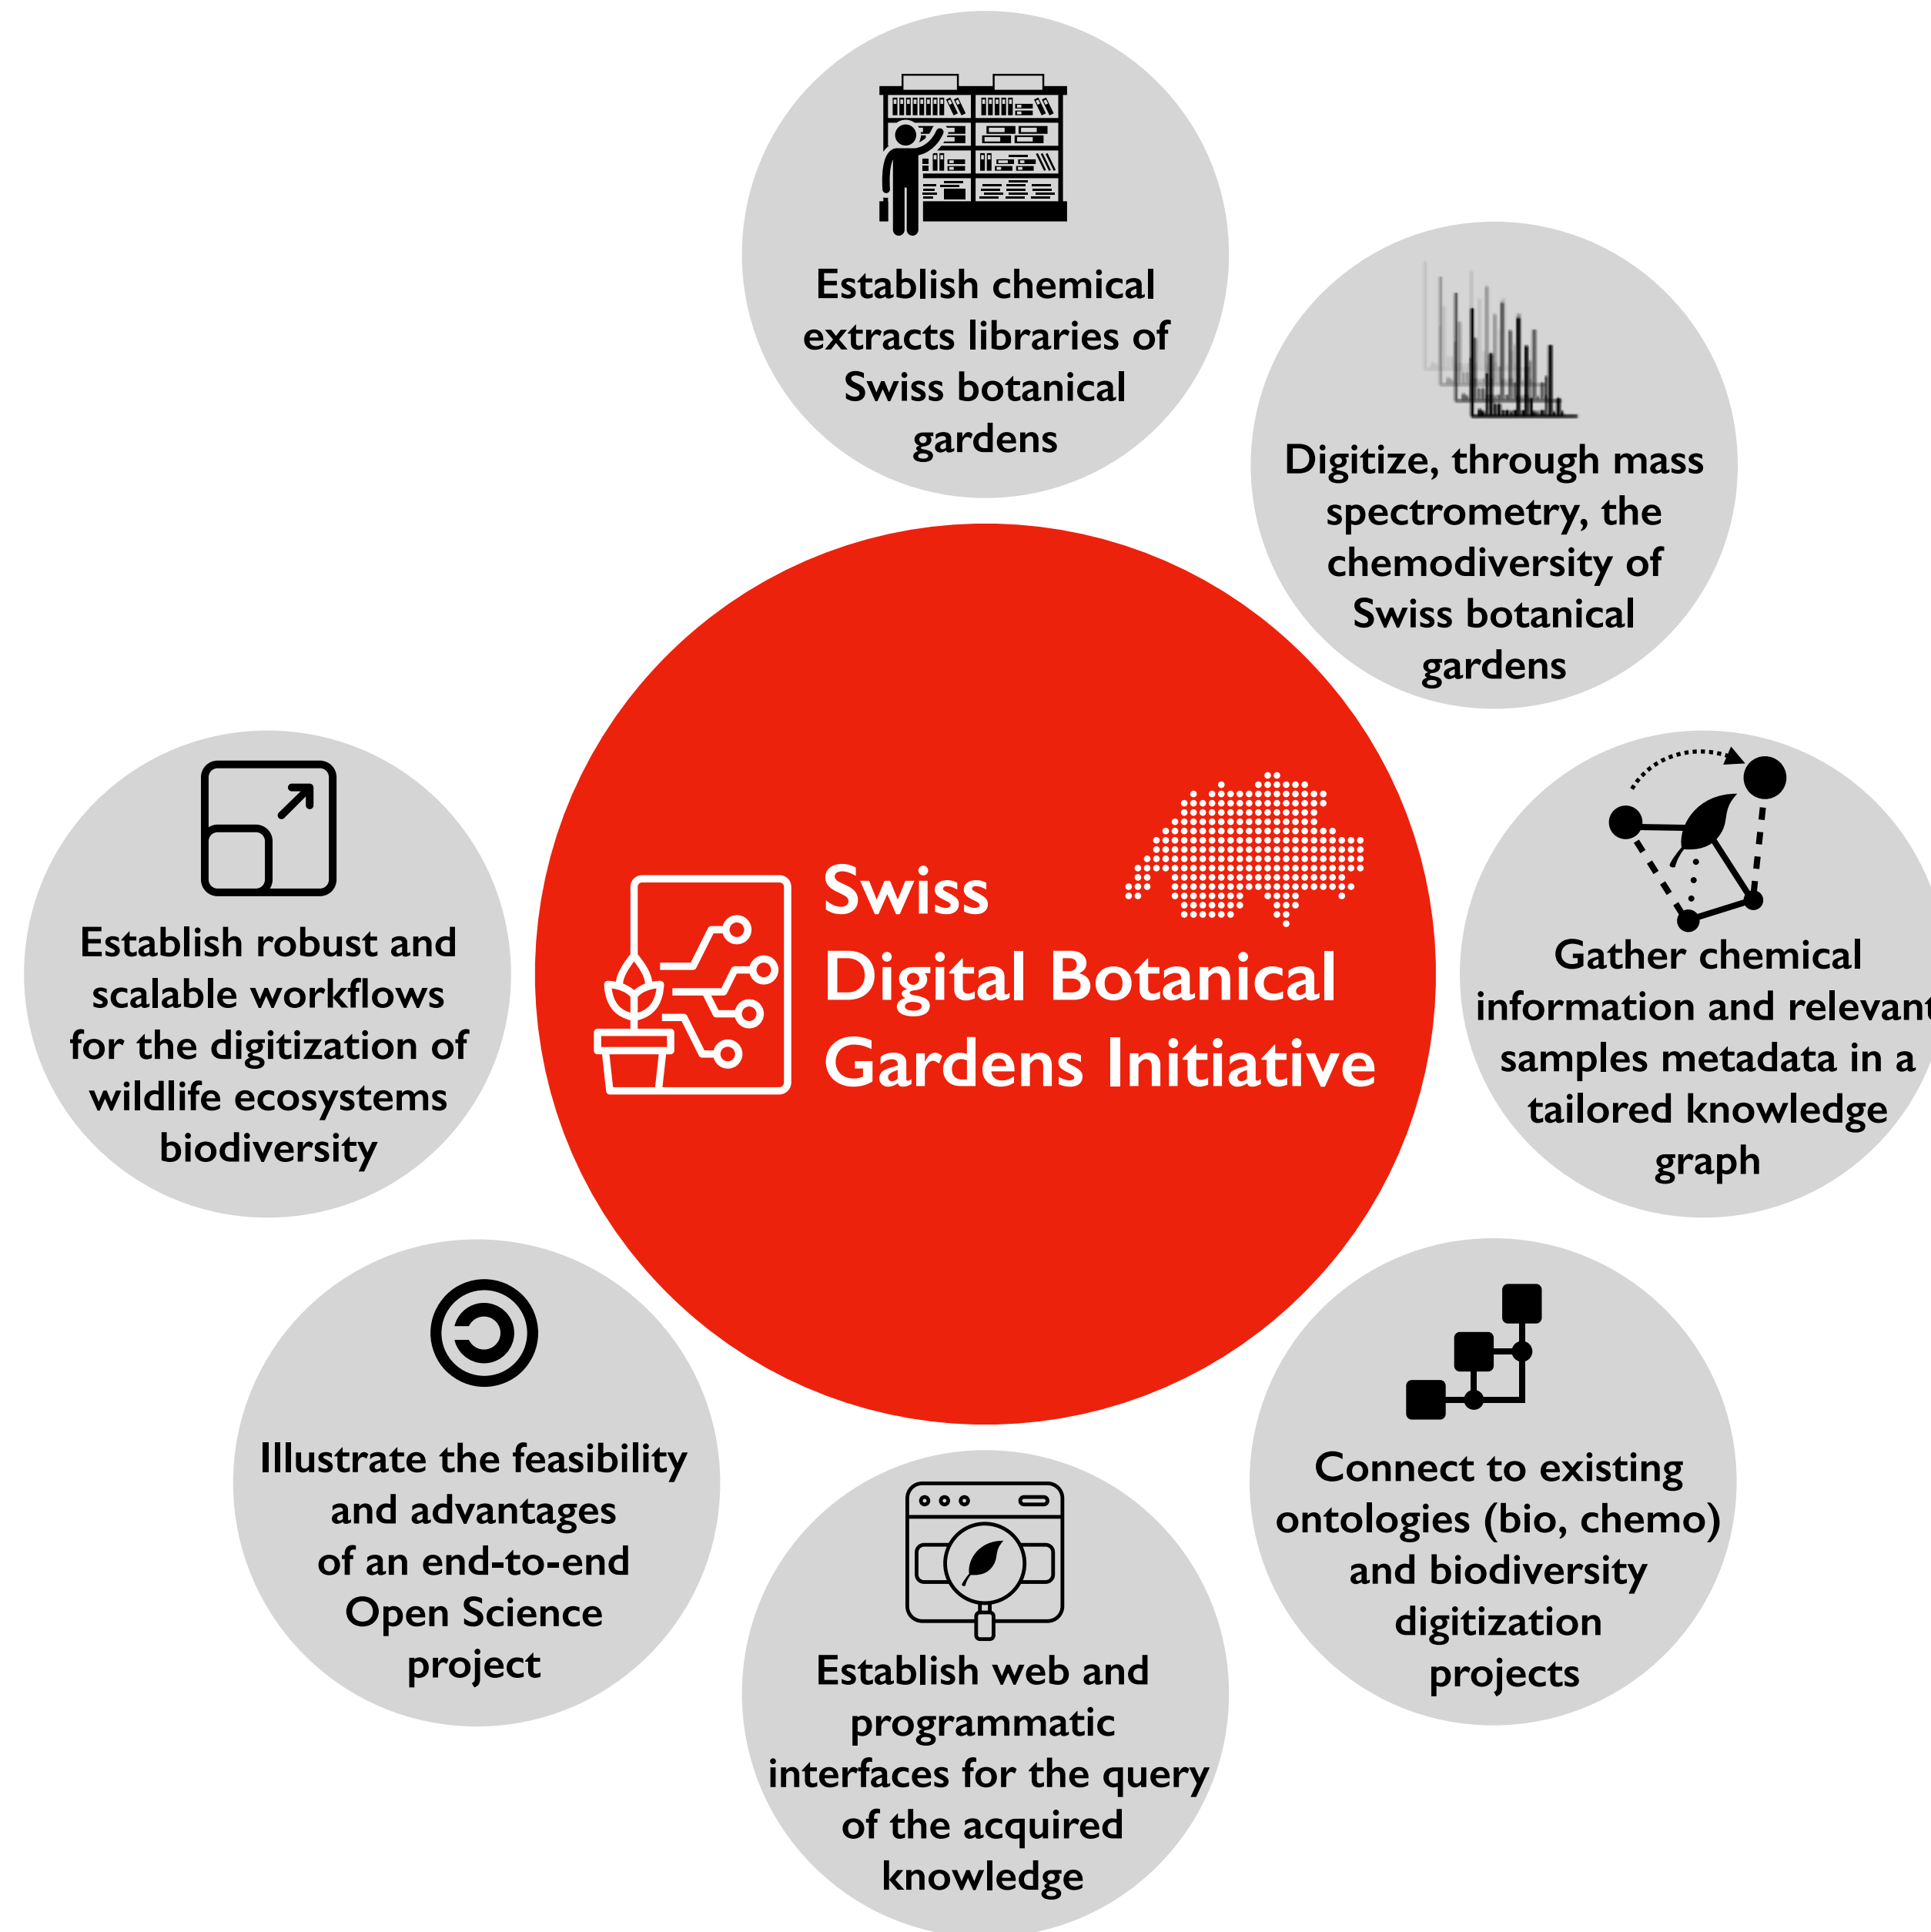 Establish chemical
extracts libraries of
Swiss botanical
gardens
Digitize, through mass
spectrometry, the
chemodiversity of
Swiss botanical
gardens
Gather chemical
information and relevant
samples metadata in a
tailored knowledge
graph
Connect to existing
ontologies (bio, chemo)
and biodiversity
digitization
projects
Establish web and
programmatic
interfaces for the query
of the acquired
knowledge
Illustrate the feasibility
and advantages
of an end-to-end
Open Science
project
Establish robust and
scalable workflows
for the digitization of
wildlife ecosystems
biodiversity
Swiss
Digital Botanical
Gardens Initiative